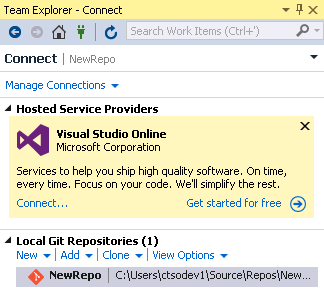 Team Explorer - Connect
Search Work Items (Ctrl+')
Connect | NewRepo
Manage Connections
Hosted Service Providers
Visual Studio Online
Microsoft Corporation
Services to help you ship high quality software. On time,
every time. Focus on your code. We'll simplify the rest.
Connect... Get started for free
Local Git Repositories (1)
New | Add | Clone | View Options
NewRepo C:\Users\ctsodev1\Source\Repos\New...